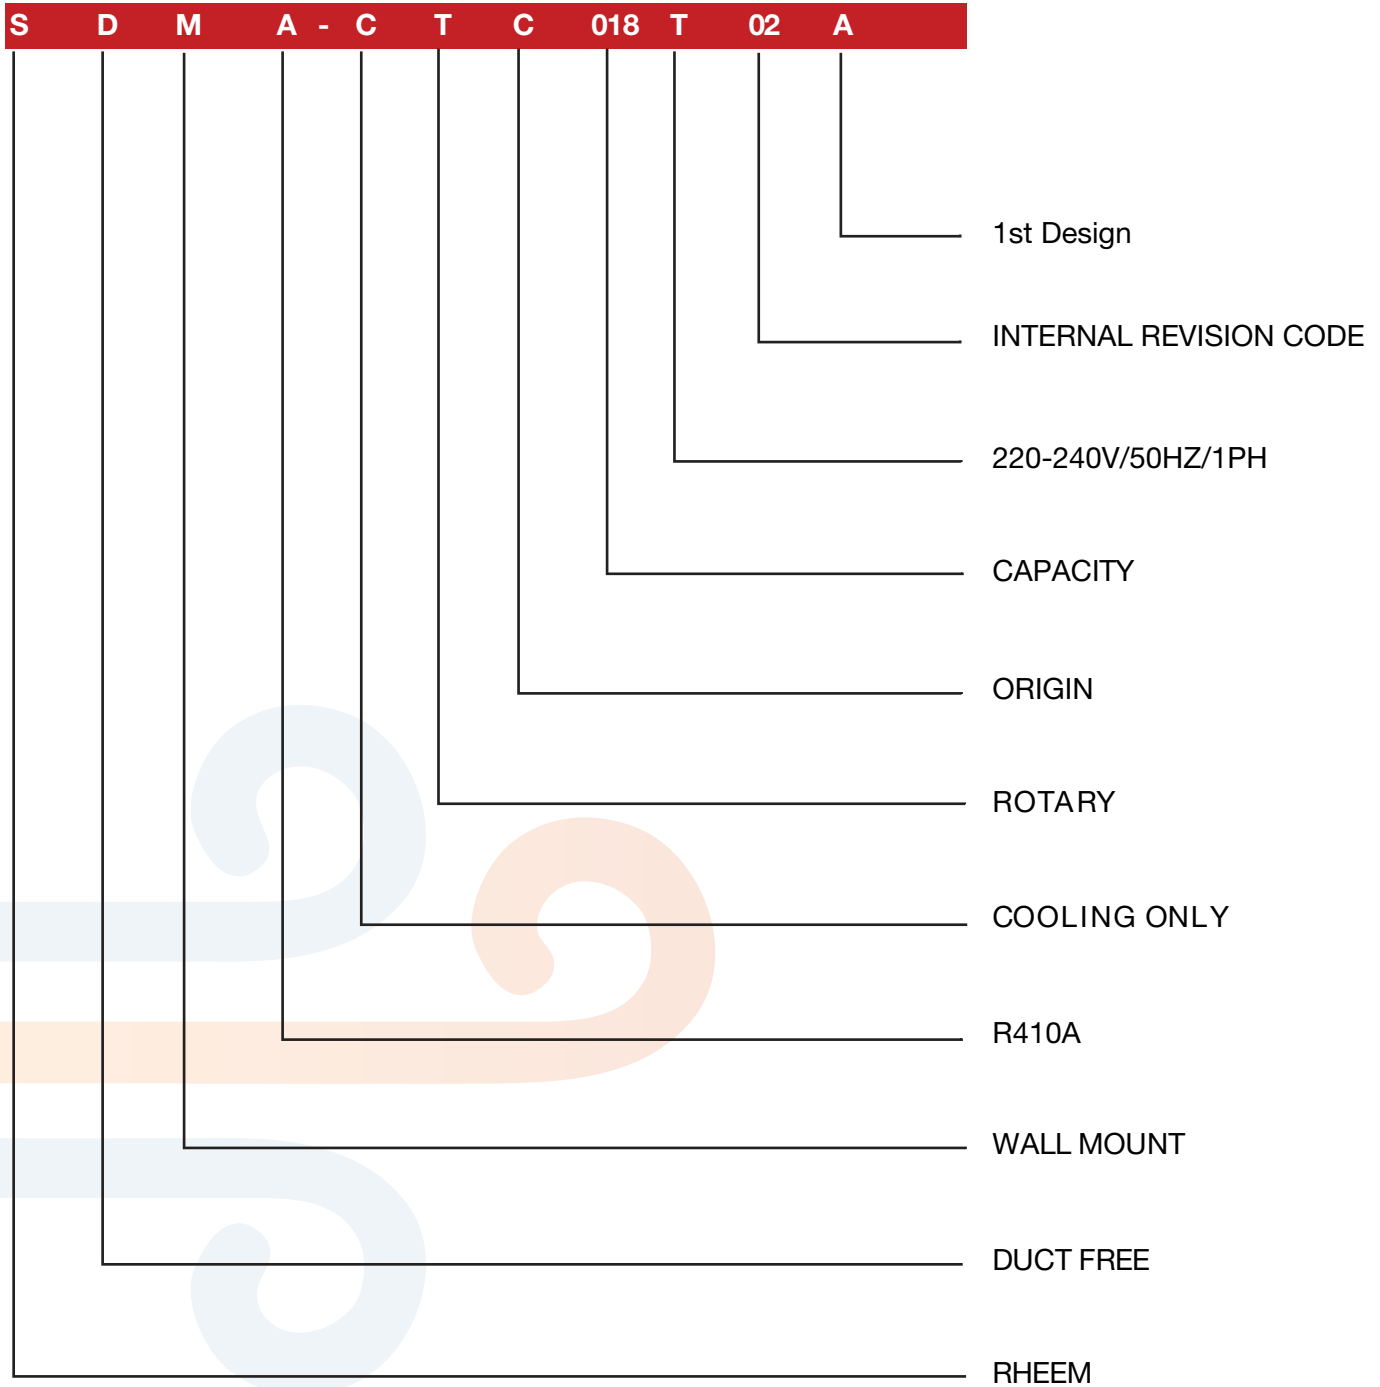 S D M A - C T C 018 T 02 A
1st Design
INTERNAL REVISION CODE
220-240V/50HZ/1PH
CAPACITY
ORIGIN
ROTARY
COOLING ONLY
R410A
WALL MOUNT
DUCT FREE
RHEEM